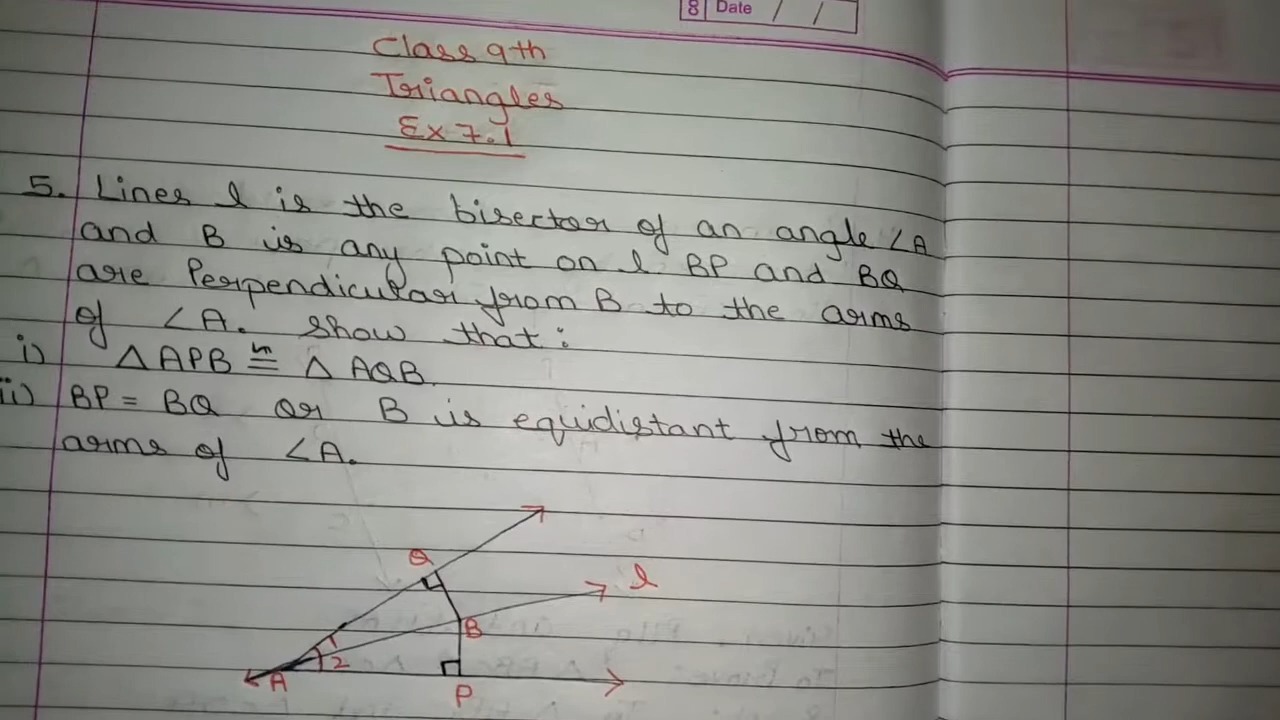 8 Date / /
Class 9th
Triangles
Ex 7.1
5. Lines l is the bisector of an angle ∠A
and B is any point on l BP and BQ
are Perpendicular from B to the arms
of ∠A. show that:
i) △ APB ≅ △ AQB.
ii) BP = BQ or B is equidistant from the
arms of ∠A.
Q
l
1
B
2
A
P